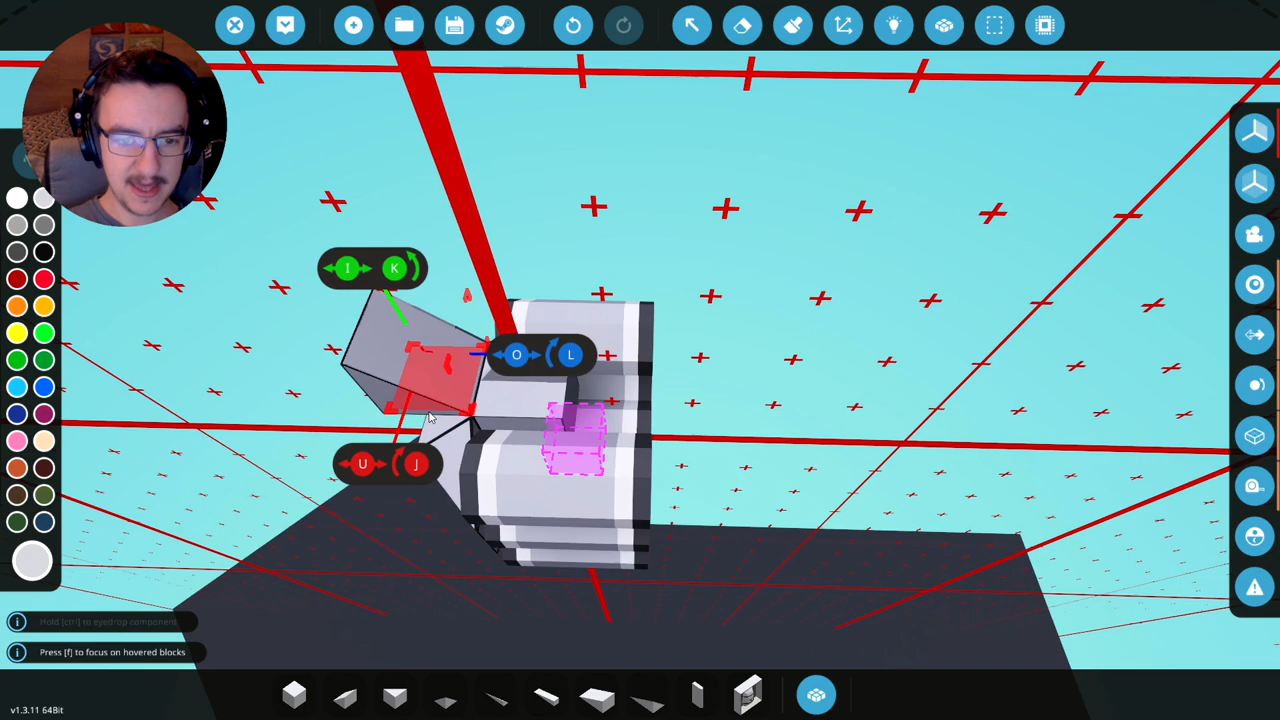 I K
O L
U J
Hold [ctrl] to eyedrop component
Press [f] to focus on hovered blocks
v1.3.11 64Bit